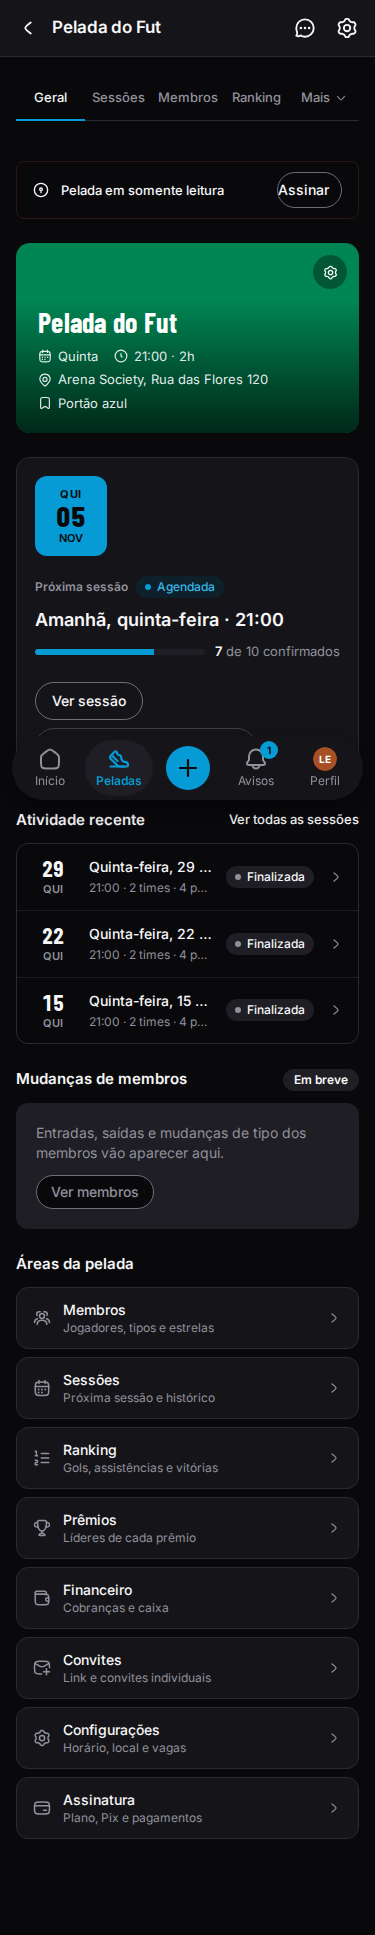 Pelada do Fut
Geral
Sessões
Membros
Ranking
Mais
Pelada em somente leitura
Assinar
Pelada do Fut
Quinta
21:00 · 2h
Arena Society, Rua das Flores 120
Portão azul
QUI
05
NOV
Próxima sessão
Agendada
Amanhã, quinta-feira · 21:00
7 de 10 confirmados
Ver sessão
Início
Peladas
1
Avisos
LE
Perfil
Atividade recente
Ver todas as sessões
29
QUI
Quinta-feira, 29 ...
21:00 · 2 times · 4 p...
Finalizada
22
QUI
Quinta-feira, 22 ...
21:00 · 2 times · 4 p...
Finalizada
15
QUI
Quinta-feira, 15 ...
21:00 · 2 times · 4 p...
Finalizada
Mudanças de membros
Em breve
Entradas, saídas e mudanças de tipo dos
membros vão aparecer aqui.
Ver membros
Áreas da pelada
Membros
Jogadores, tipos e estrelas
Sessões
Próxima sessão e histórico
Ranking
Gols, assistências e vitórias
Prêmios
Líderes de cada prêmio
Financeiro
Cobranças e caixa
Convites
Link e convites individuais
Configurações
Horário, local e vagas
Assinatura
Plano, Pix e pagamentos